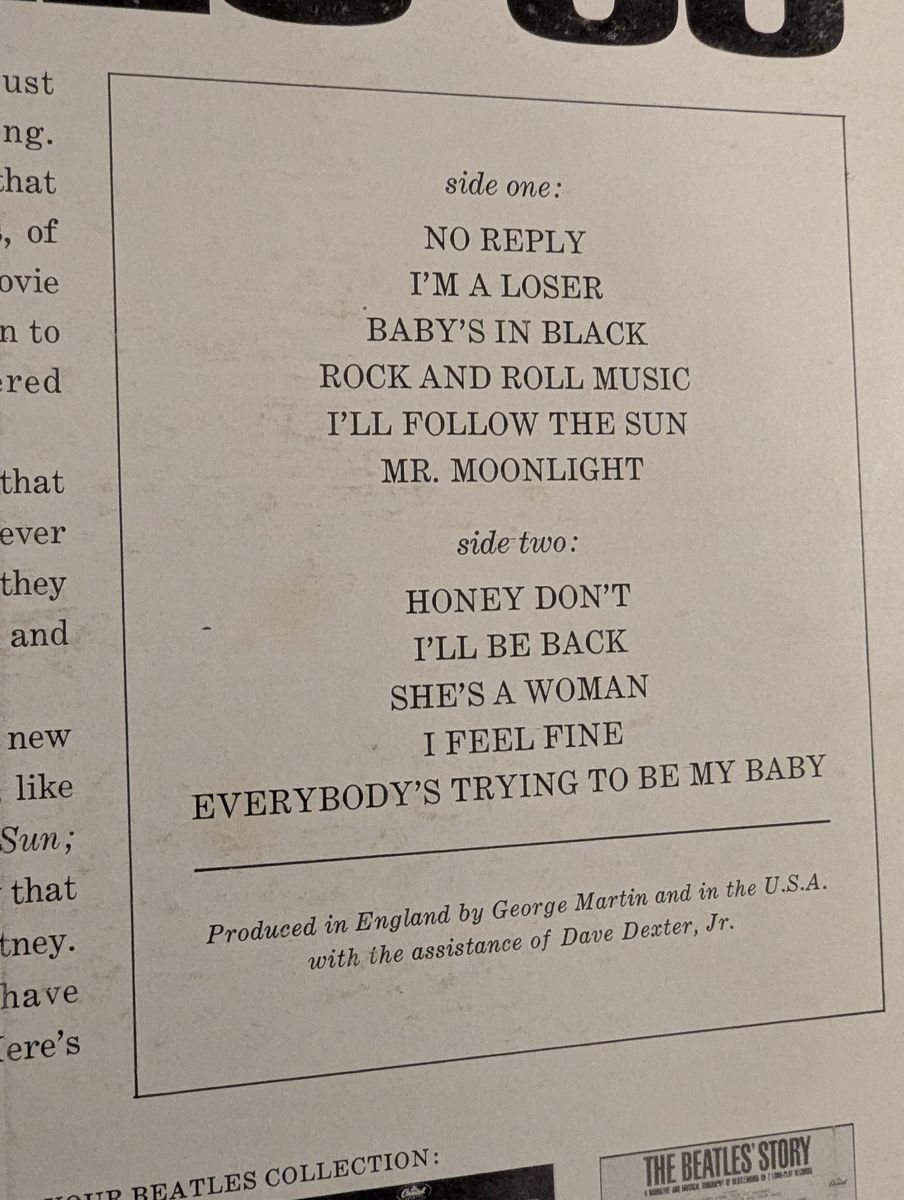 ust
ng.
that
, of
ovie
n to
ered
that
ever
they
and
new
like
Sun;
that
tney.
have
ere's
side one:
NO REPLY
I'M A LOSER
BABY'S IN BLACK
ROCK AND ROLL MUSIC
I'LL FOLLOW THE SUN
MR. MOONLIGHT
side two:
HONEY DON'T
I'LL BE BACK
SHE'S A WOMAN
I FEEL FINE
EVERYBODY'S TRYING TO BE MY BABY
Produced in England by George Martin and in the U.S.A.
with the assistance of Dave Dexter, Jr.
YOUR BEATLES COLLECTION:
THE BEATLES' STORY